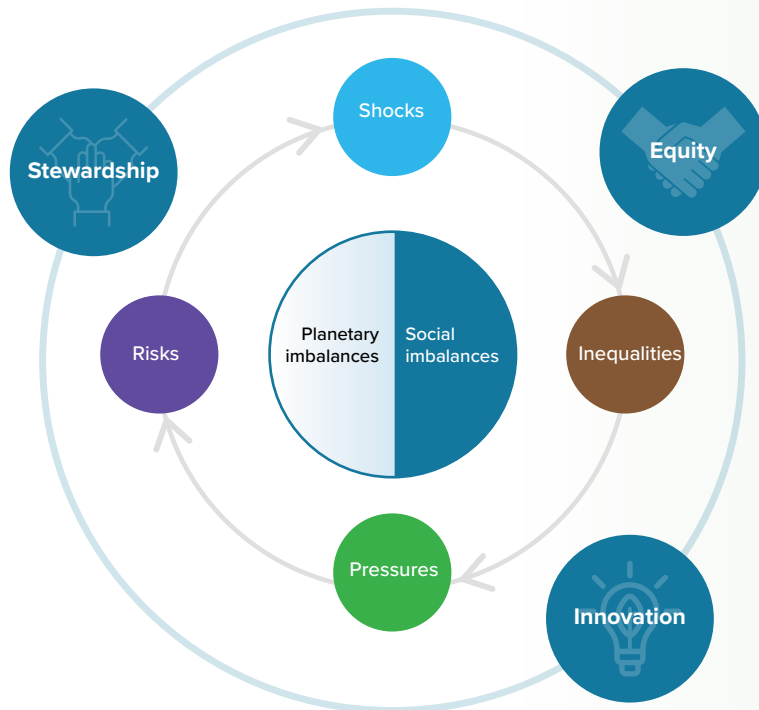 Shocks
Stewardship
Equity
Planetary
imbalances
Social
imbalances
Risks
Inequalities
Pressures
Innovation